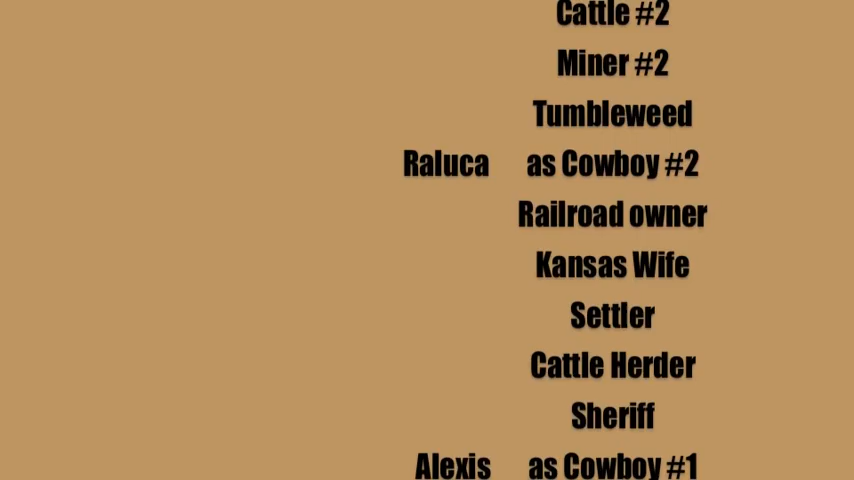 Cattle #2
Miner #2
Tumbleweed
Raluca as Cowboy #2
Railroad owner
Kansas Wife
Settler
Cattle Herder
Sheriff
Alexis as Cowboy #1